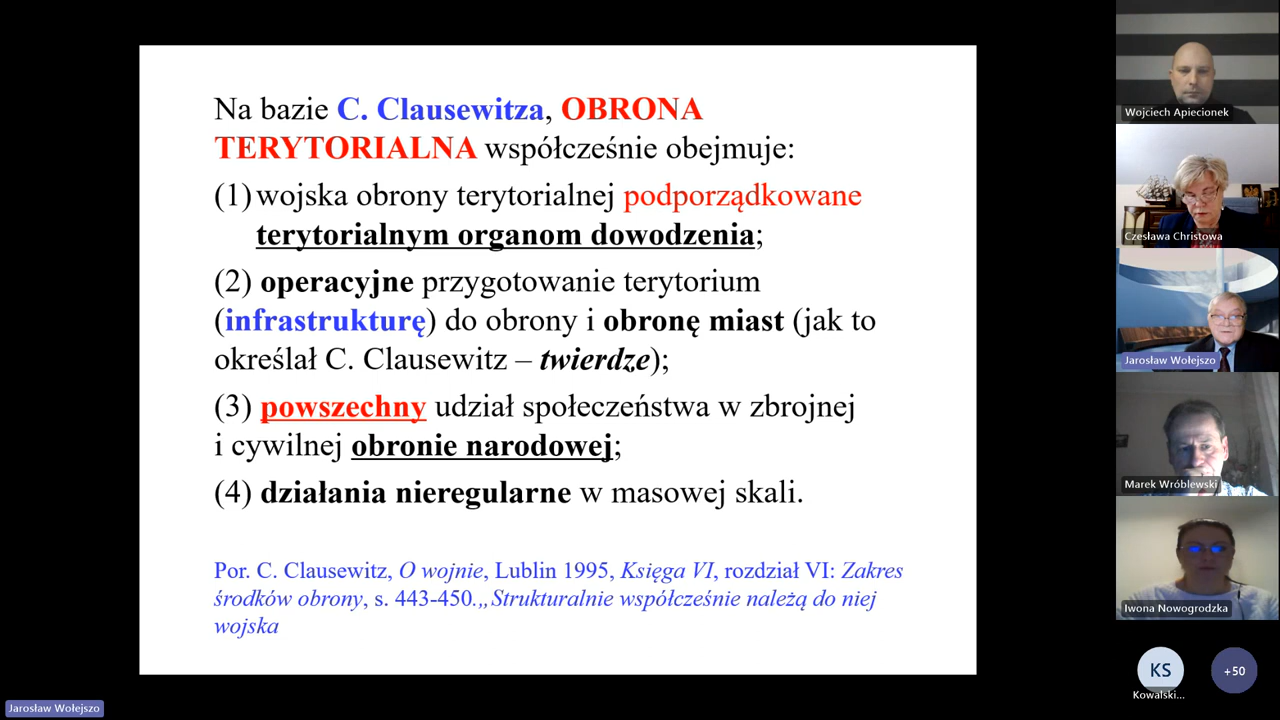 Na bazie C. Clausewitza, OBRONA
TERYTORIALNA współcześnie obejmuje:
(1) wojska obrony terytorialnej podporządkowane
terytorialnym organom dowodzenia;
(2) operacyjne przygotowanie terytorium
(infrastrukturę) do obrony i obronę miast (jak to
określał C. Clausewitz – twierdze);
(3) powszechny udział społeczeństwa w zbrojnej
i cywilnej obronie narodowej;
(4) działania nieregularne w masowej skali.
Por. C. Clausewitz, O wojnie, Lublin 1995, Księga VI, rozdział VI: Zakres
środków obrony, s. 443-450.„Strukturalnie współcześnie należą do niej
wojska
Wojciech Apiecionek
Czesława Christowa
Jarosław Wołejszo
Marek Wróblewski
Iwona Nowogrodzka
KS
+50
Kowalski...
Jarosław Wołejszo